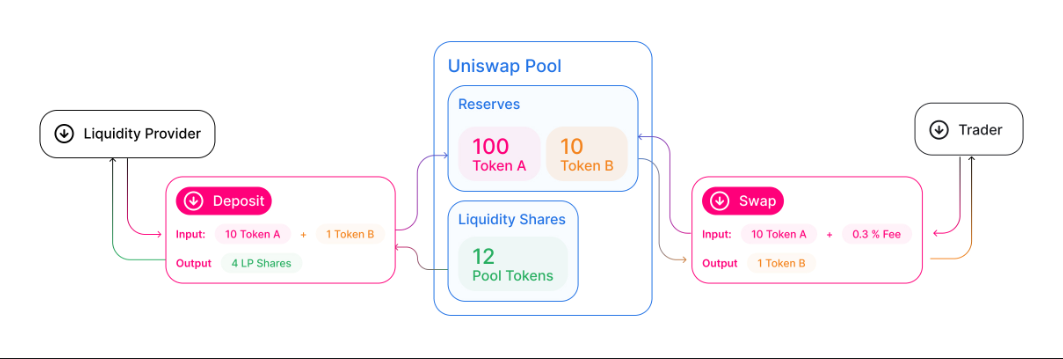 Uniswap Pool
Reserves
100
Token A
10
Token B
Liquidity Shares
12
Pool Tokens
Liquidity Provider
Deposit
Input: 10 Token A + 1 Token B
Output 4 LP Shares
Trader
Swap
Input: 10 Token A + 0.3 % Fee
Output 1 Token B